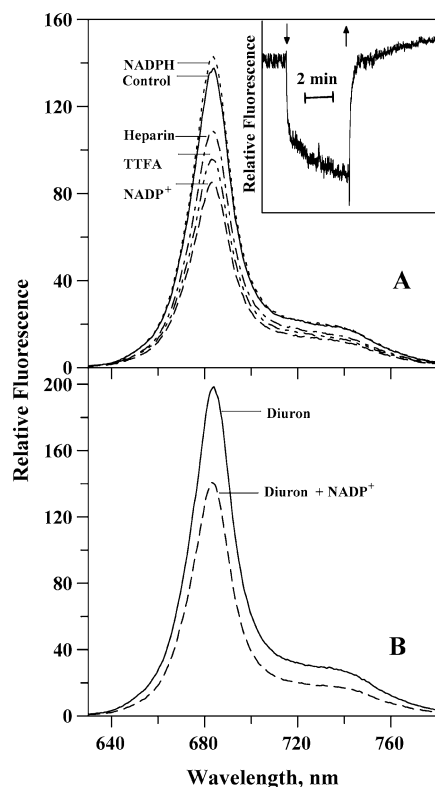 A
160
120
80
40
0
Relative Fluorescence
NADPH
Control
Heparin
TTFA
NADP⁺
Relative Fluorescence
2 min
A
200
160
120
80
40
0
Diuron
Diuron + NADP⁺
B
640
680
720
760
Wavelength, nm